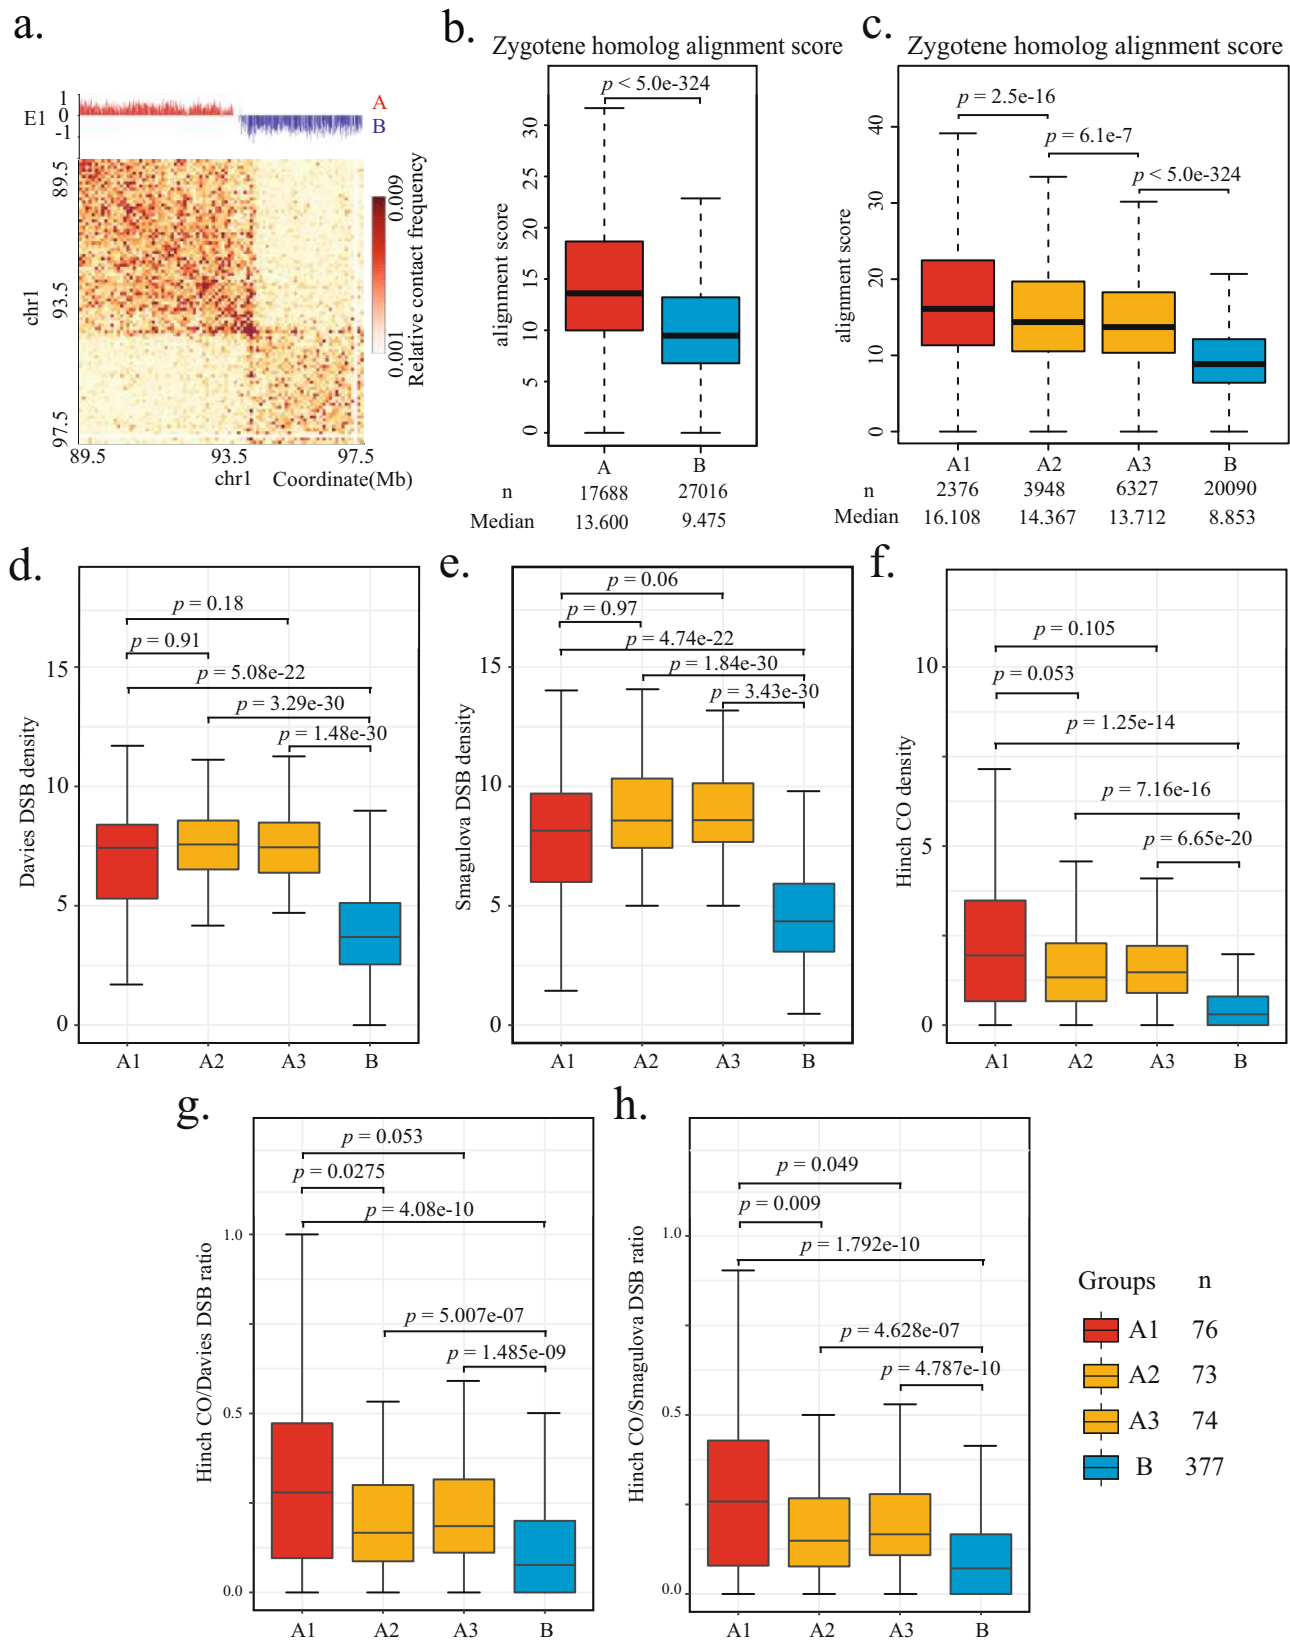 a.
1
0
-1
E1
A
B
89.5
93.5
97.5
chr1
89.5
93.5
97.5
chr1
Coordinate(Mb)
0.009
0.001
Relative contact frequency
b.
Zygotene homolog alignment score
p < 5.0e-324
alignment score
30
25
20
15
10
5
0
A
B
n
17688
27016
Median
13.600
9.475
c.
Zygotene homolog alignment score
p = 2.5e-16
p = 6.1e-7
p < 5.0e-324
alignment score
40
30
20
10
0
A1
A2
A3
B
n
2376
3948
6327
20090
Median
16.108
14.367
13.712
8.853
d.
p = 0.18
p = 0.91
p = 5.08e-22
p = 3.29e-30
p = 1.48e-30
Davies DSB density
15
10
5
0
A1
A2
A3
B
e.
p = 0.06
p = 0.97
p = 4.74e-22
p = 1.84e-30
p = 3.43e-30
Smagulova DSB density
15
10
5
0
A1
A2
A3
B
f.
p = 0.105
p = 0.053
p = 1.25e-14
p = 7.16e-16
p = 6.65e-20
Hinch CO density
10
5
0
A1
A2
A3
B
g.
p = 0.053
p = 0.0275
p = 4.08e-10
p = 5.007e-07
p = 1.485e-09
Hinch CO/Davies DSB ratio
1.0
0.5
0.0
A1
A2
A3
B
h.
p = 0.049
p = 0.009
p = 1.792e-10
p = 4.628e-07
p = 4.787e-10
Hinch CO/Smagulova DSB ratio
1.0
0.5
0.0
A1
A2
A3
B
Groups n
A1 76
A2 73
A3 74
B 377